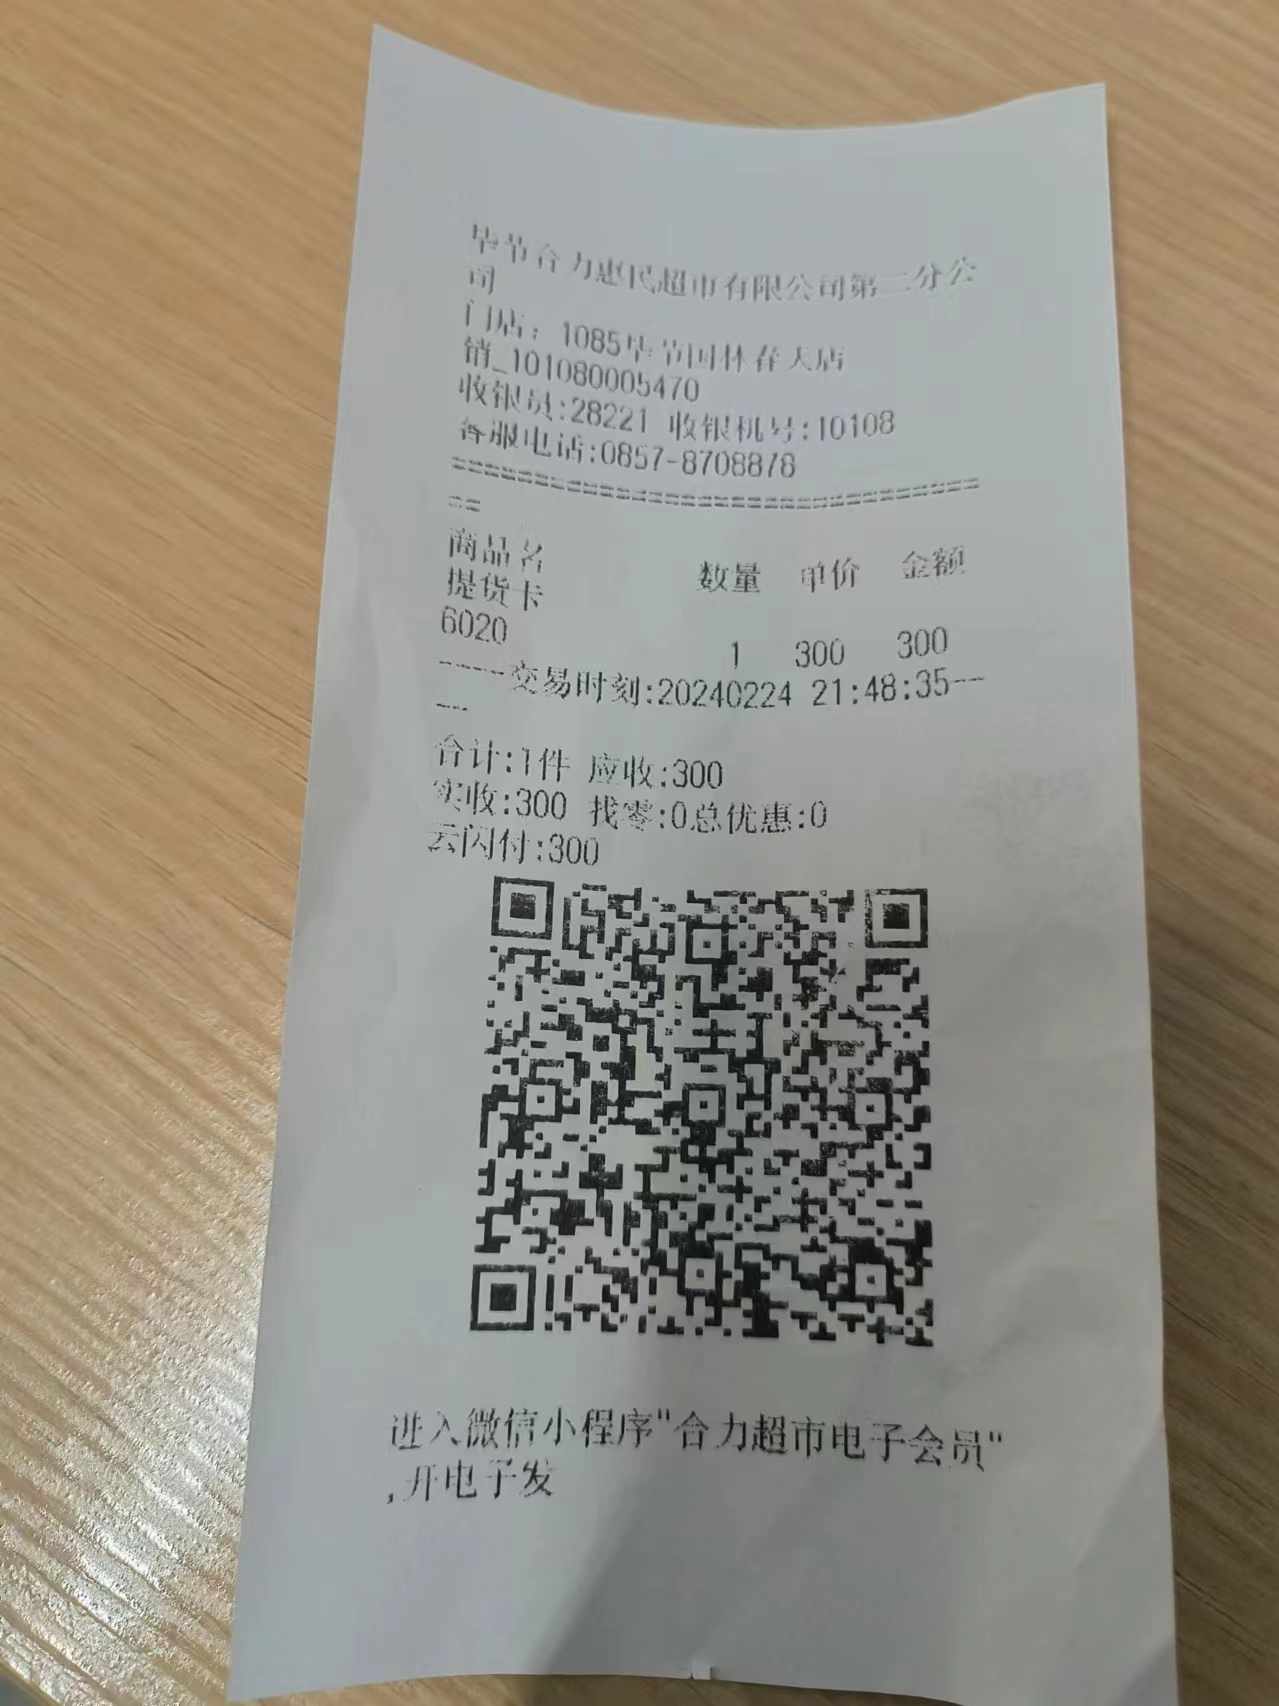 毕节合力惠民超市有限公司第二分公
司
门店：1085毕节园林春天店
销_101080005470
收银员:28221 收银机号:10108
客服电话:0857-8708878
================================
==
商品名 数量 单价 金额
提货卡
6020
1 300 300
----交易时刻:20240224 21:48:35--
--
合计:1件 应收:300
实收:300 找零:0总优惠:0
云闪付:300
进入微信小程序"合力超市电子会员"
,开电子发